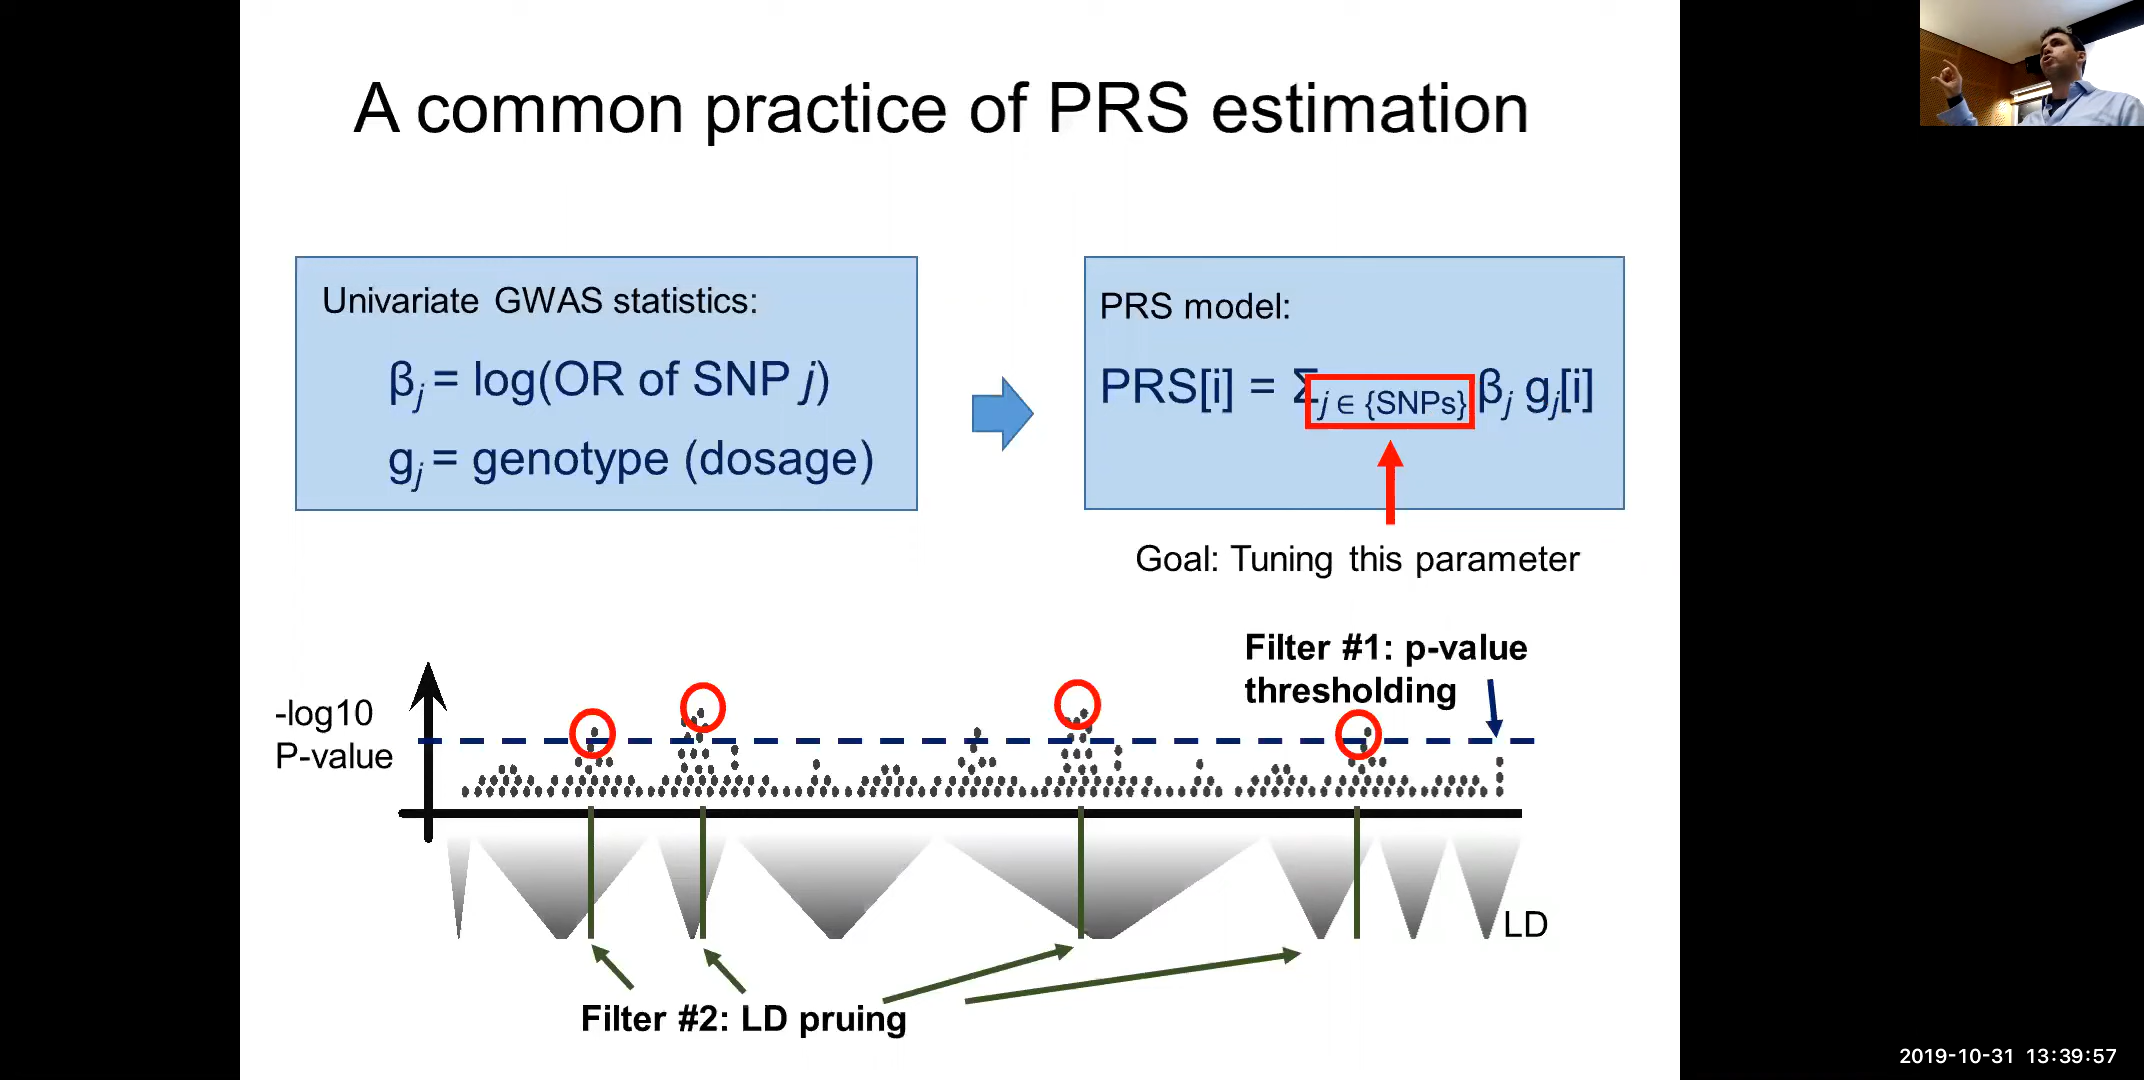 A common practice of PRS estimation
Univariate GWAS statistics:
βj = log(OR of SNP j)
gj = genotype (dosage)
PRS model:
PRS[i] = Σj ∈ {SNPs} βj gj[i]
Goal: Tuning this parameter
Filter #1: p-value
thresholding
-log10
P-value
LD
Filter #2: LD pruing
2019-10-31 13:39:57